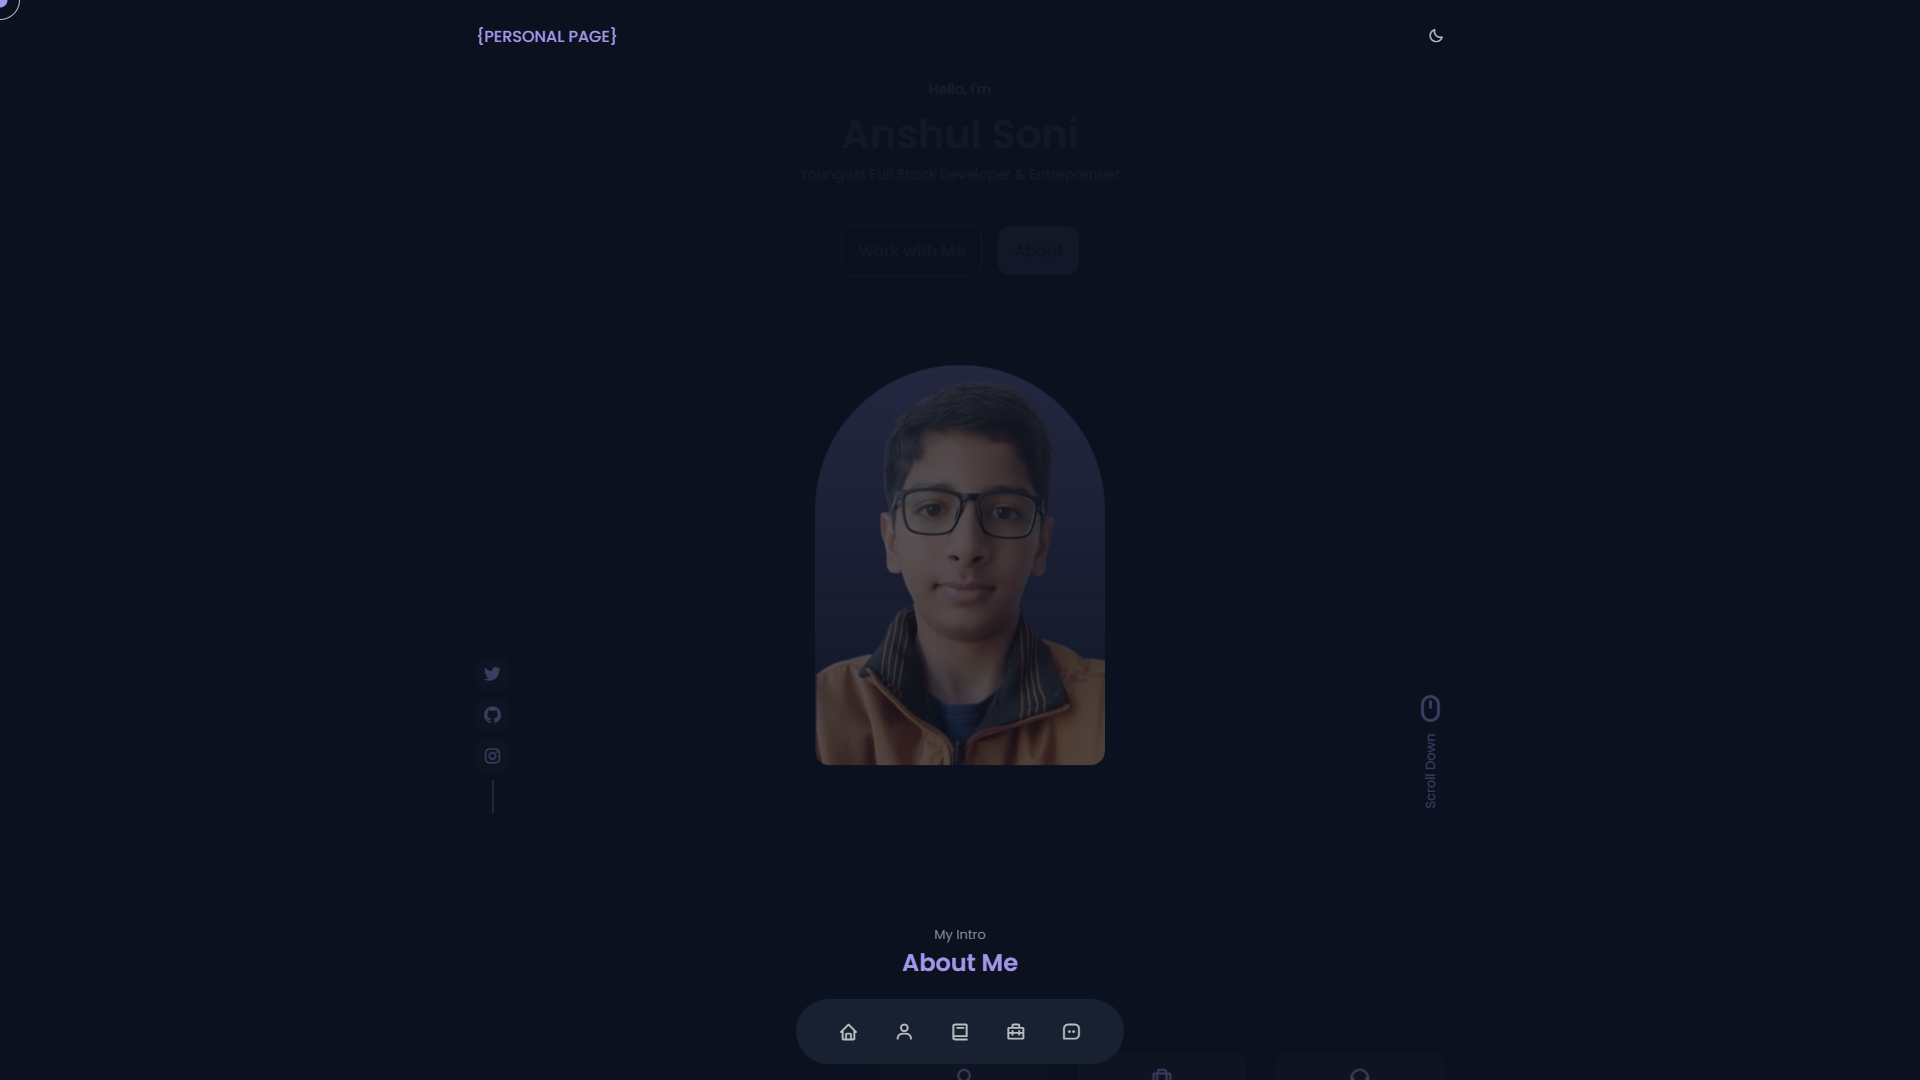 {PERSONAL PAGE}
Hello, I'm
Anshul Soni
Youngest Full Stack Developer & Entreprenuer
Work with Me
About
Scroll Down
My Intro
About Me